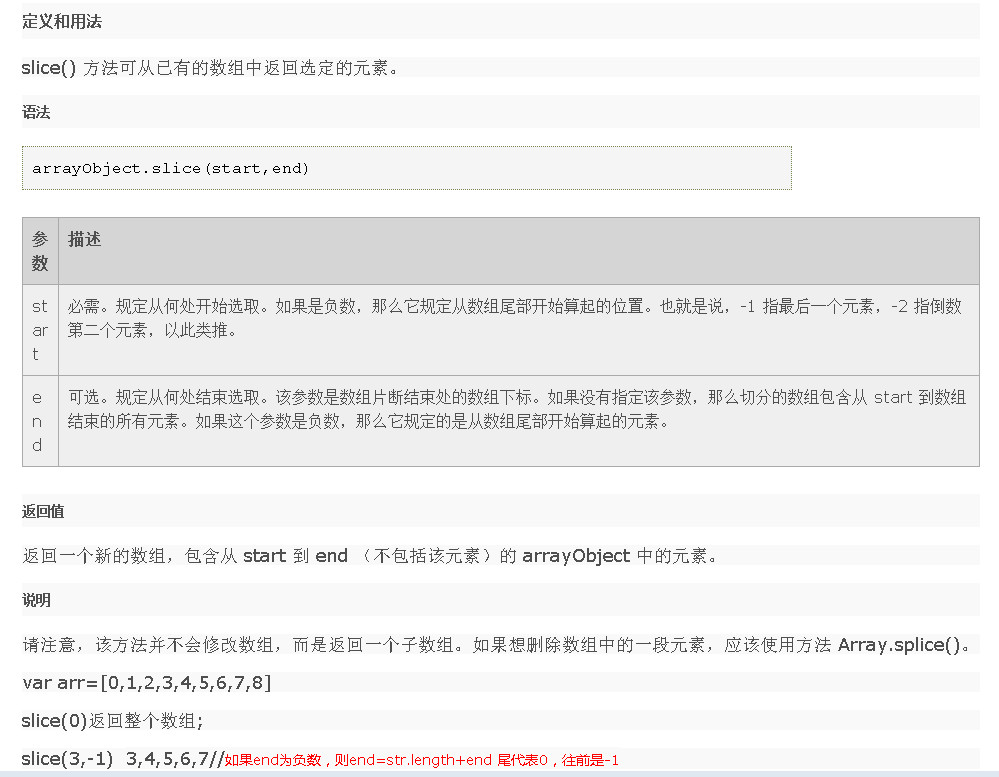 定义和用法
slice() 方法可从已有的数组中返回选定的元素。
语法
arrayObject.slice(start,end)
参数 描述
start 必需。规定从何处开始选取。如果是负数，那么它规定从数组尾部开始算起的位置。也就是说，-1 指最后一个元素，-2 指倒数
第二个元素，以此类推。
end 可选。规定从何处结束选取。该参数是数组片断结束处的数组下标。如果没有指定该参数，那么切分的数组包含从 start 到数组
结束的所有元素。如果这个参数是负数，那么它规定的是从数组尾部开始算起的元素。
返回值
返回一个新的数组，包含从 start 到 end （不包括该元素）的 arrayObject 中的元素。
说明
请注意，该方法并不会修改数组，而是返回一个子数组。如果想删除数组中的一段元素，应该使用方法 Array.splice()。
var arr=[0,1,2,3,4,5,6,7,8]
slice(0)返回整个数组;
slice(3,-1)  3,4,5,6,7//如果end为负数，则end=str.length+end 尾代表0，往前是-1